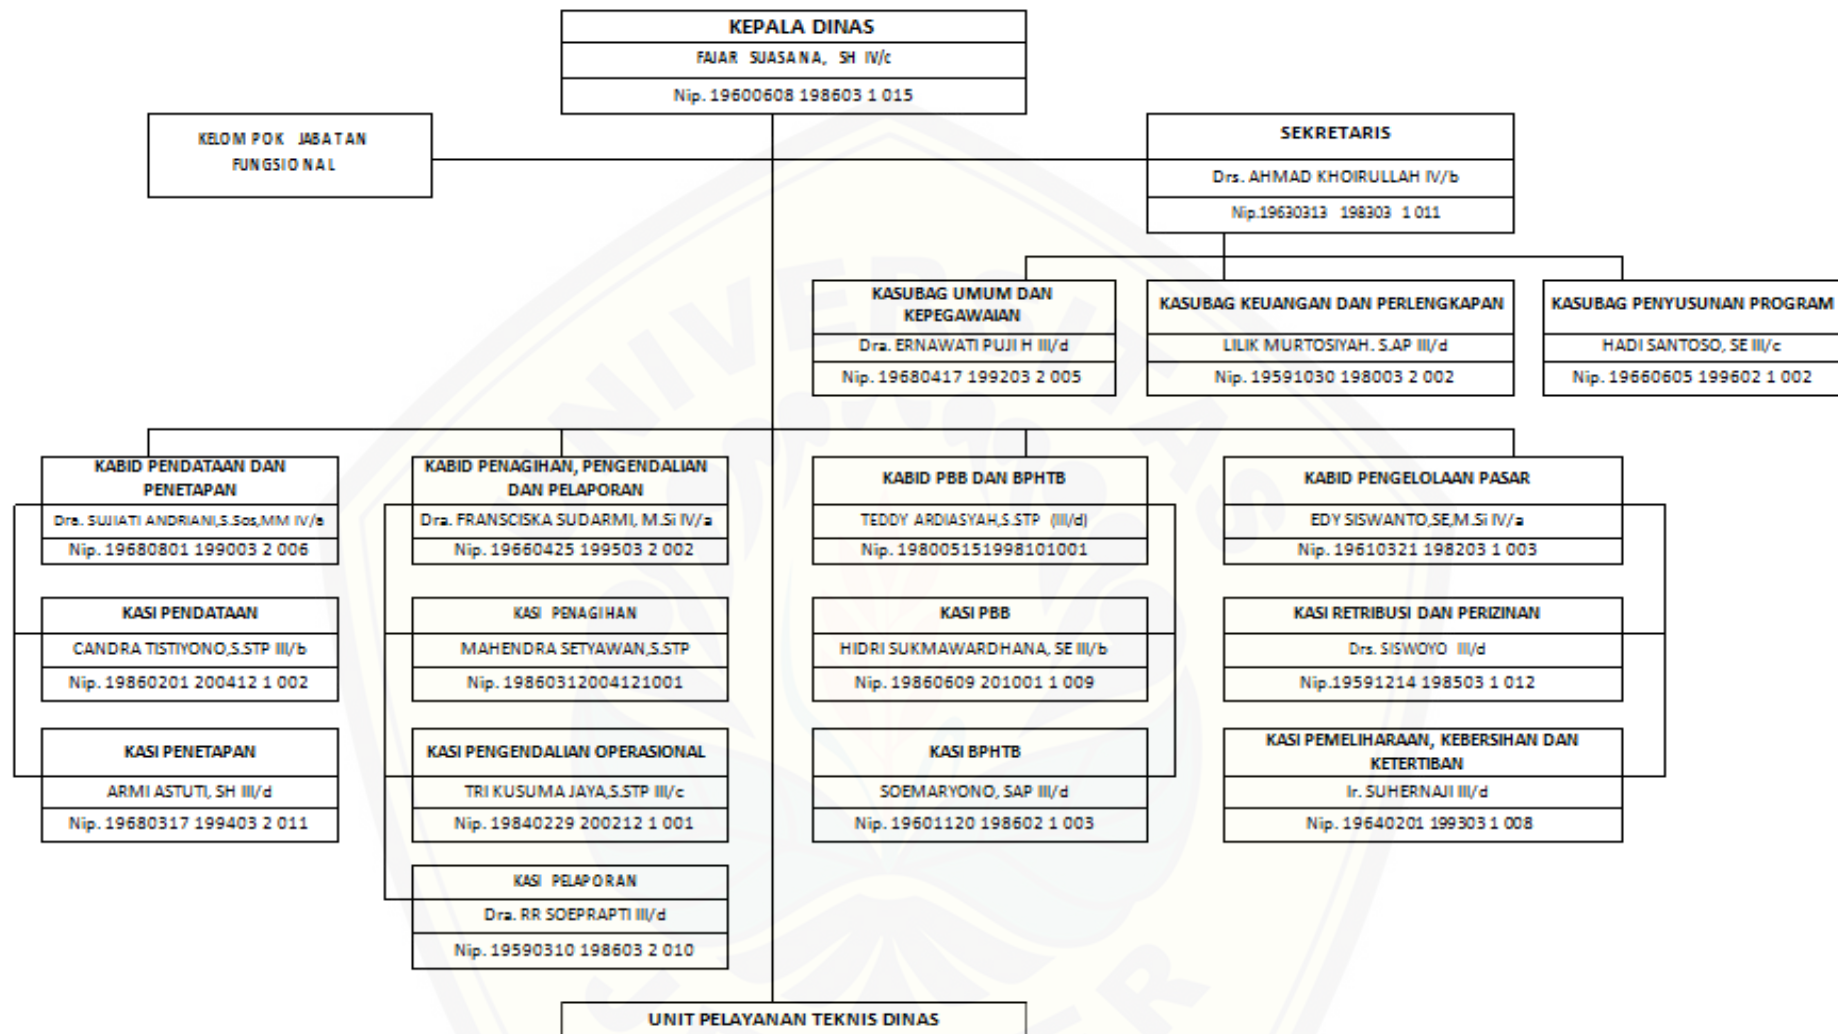 KEPALA DINAS
FAJAR SUASANA, SH IV/c
Nip. 19600608 198603 1 015
KELOMPOK JABATAN
FUNGSIONAL
SEKRETARIS
Drs. AHMAD KHOIRULLAH IV/b
Nip.19630313 198303 1 011
KASUBAG UMUM DAN
KEPEGAWAIAN
Dra. ERNAWATI PUJI H III/d
Nip. 19680417 199203 2 005
KASUBAG KEUANGAN DAN PERLENGKAPAN
LILIK MURTOSIYAH. S.AP III/d
Nip. 19591030 198003 2 002
KASUBAG PENYUSUNAN PROGRAM
HADI SANTOSO, SE III/c
Nip. 19660605 199602 1 002
KABID PENDATAAN DAN
PENETAPAN
Dra. SUJIATI ANDRIANI,S.Sos,MM IV/a
Nip. 19680801 199003 2 006
KASI PENDATAAN
CANDRA TISTIYONO,S.STP III/b
Nip. 19860201 200412 1 002
KASI PENETAPAN
ARMI ASTUTI, SH III/d
Nip. 19680317 199403 2 011
KABID PENAGIHAN, PENGENDALIAN
DAN PELAPORAN
Dra. FRANSCISKA SUDARMI, M.Si IV/a
Nip. 19660425 199503 2 002
KASI PENAGIHAN
MAHENDRA SETYAWAN,S.STP
Nip. 198603122004121001
KASI PENGENDALIAN OPERASIONAL
TRI KUSUMA JAYA,S.STP III/c
Nip. 19840229 200212 1 001
KASI PELAPORAN
Dra. RR SOEPRAPTI III/d
Nip. 19590310 198603 2 010
KABID PBB DAN BPHTB
TEDDY ARDIASYAH,S.STP (III/d)
Nip. 198005151998101001
KASI PBB
HIDRI SUKMAWARDHANA, SE III/b
Nip. 19860609 201001 1 009
KASI BPHTB
SOEMARYONO, SAP III/d
Nip. 19601120 198602 1 003
KABID PENGELOLAAN PASAR
EDY SISWANTO,SE,M.Si IV/a
Nip. 19610321 198203 1 003
KASI RETRIBUSI DAN PERIZINAN
Drs. SISWOYO III/d
Nip.19591214 198503 1 012
KASI PEMELIHARAAN, KEBERSIHAN DAN
KETERTIBAN
Ir. SUHERNAJI III/d
Nip. 19640201 199303 1 008
UNIT PELAYANAN TEKNIS DINAS
UNIVERSITAS